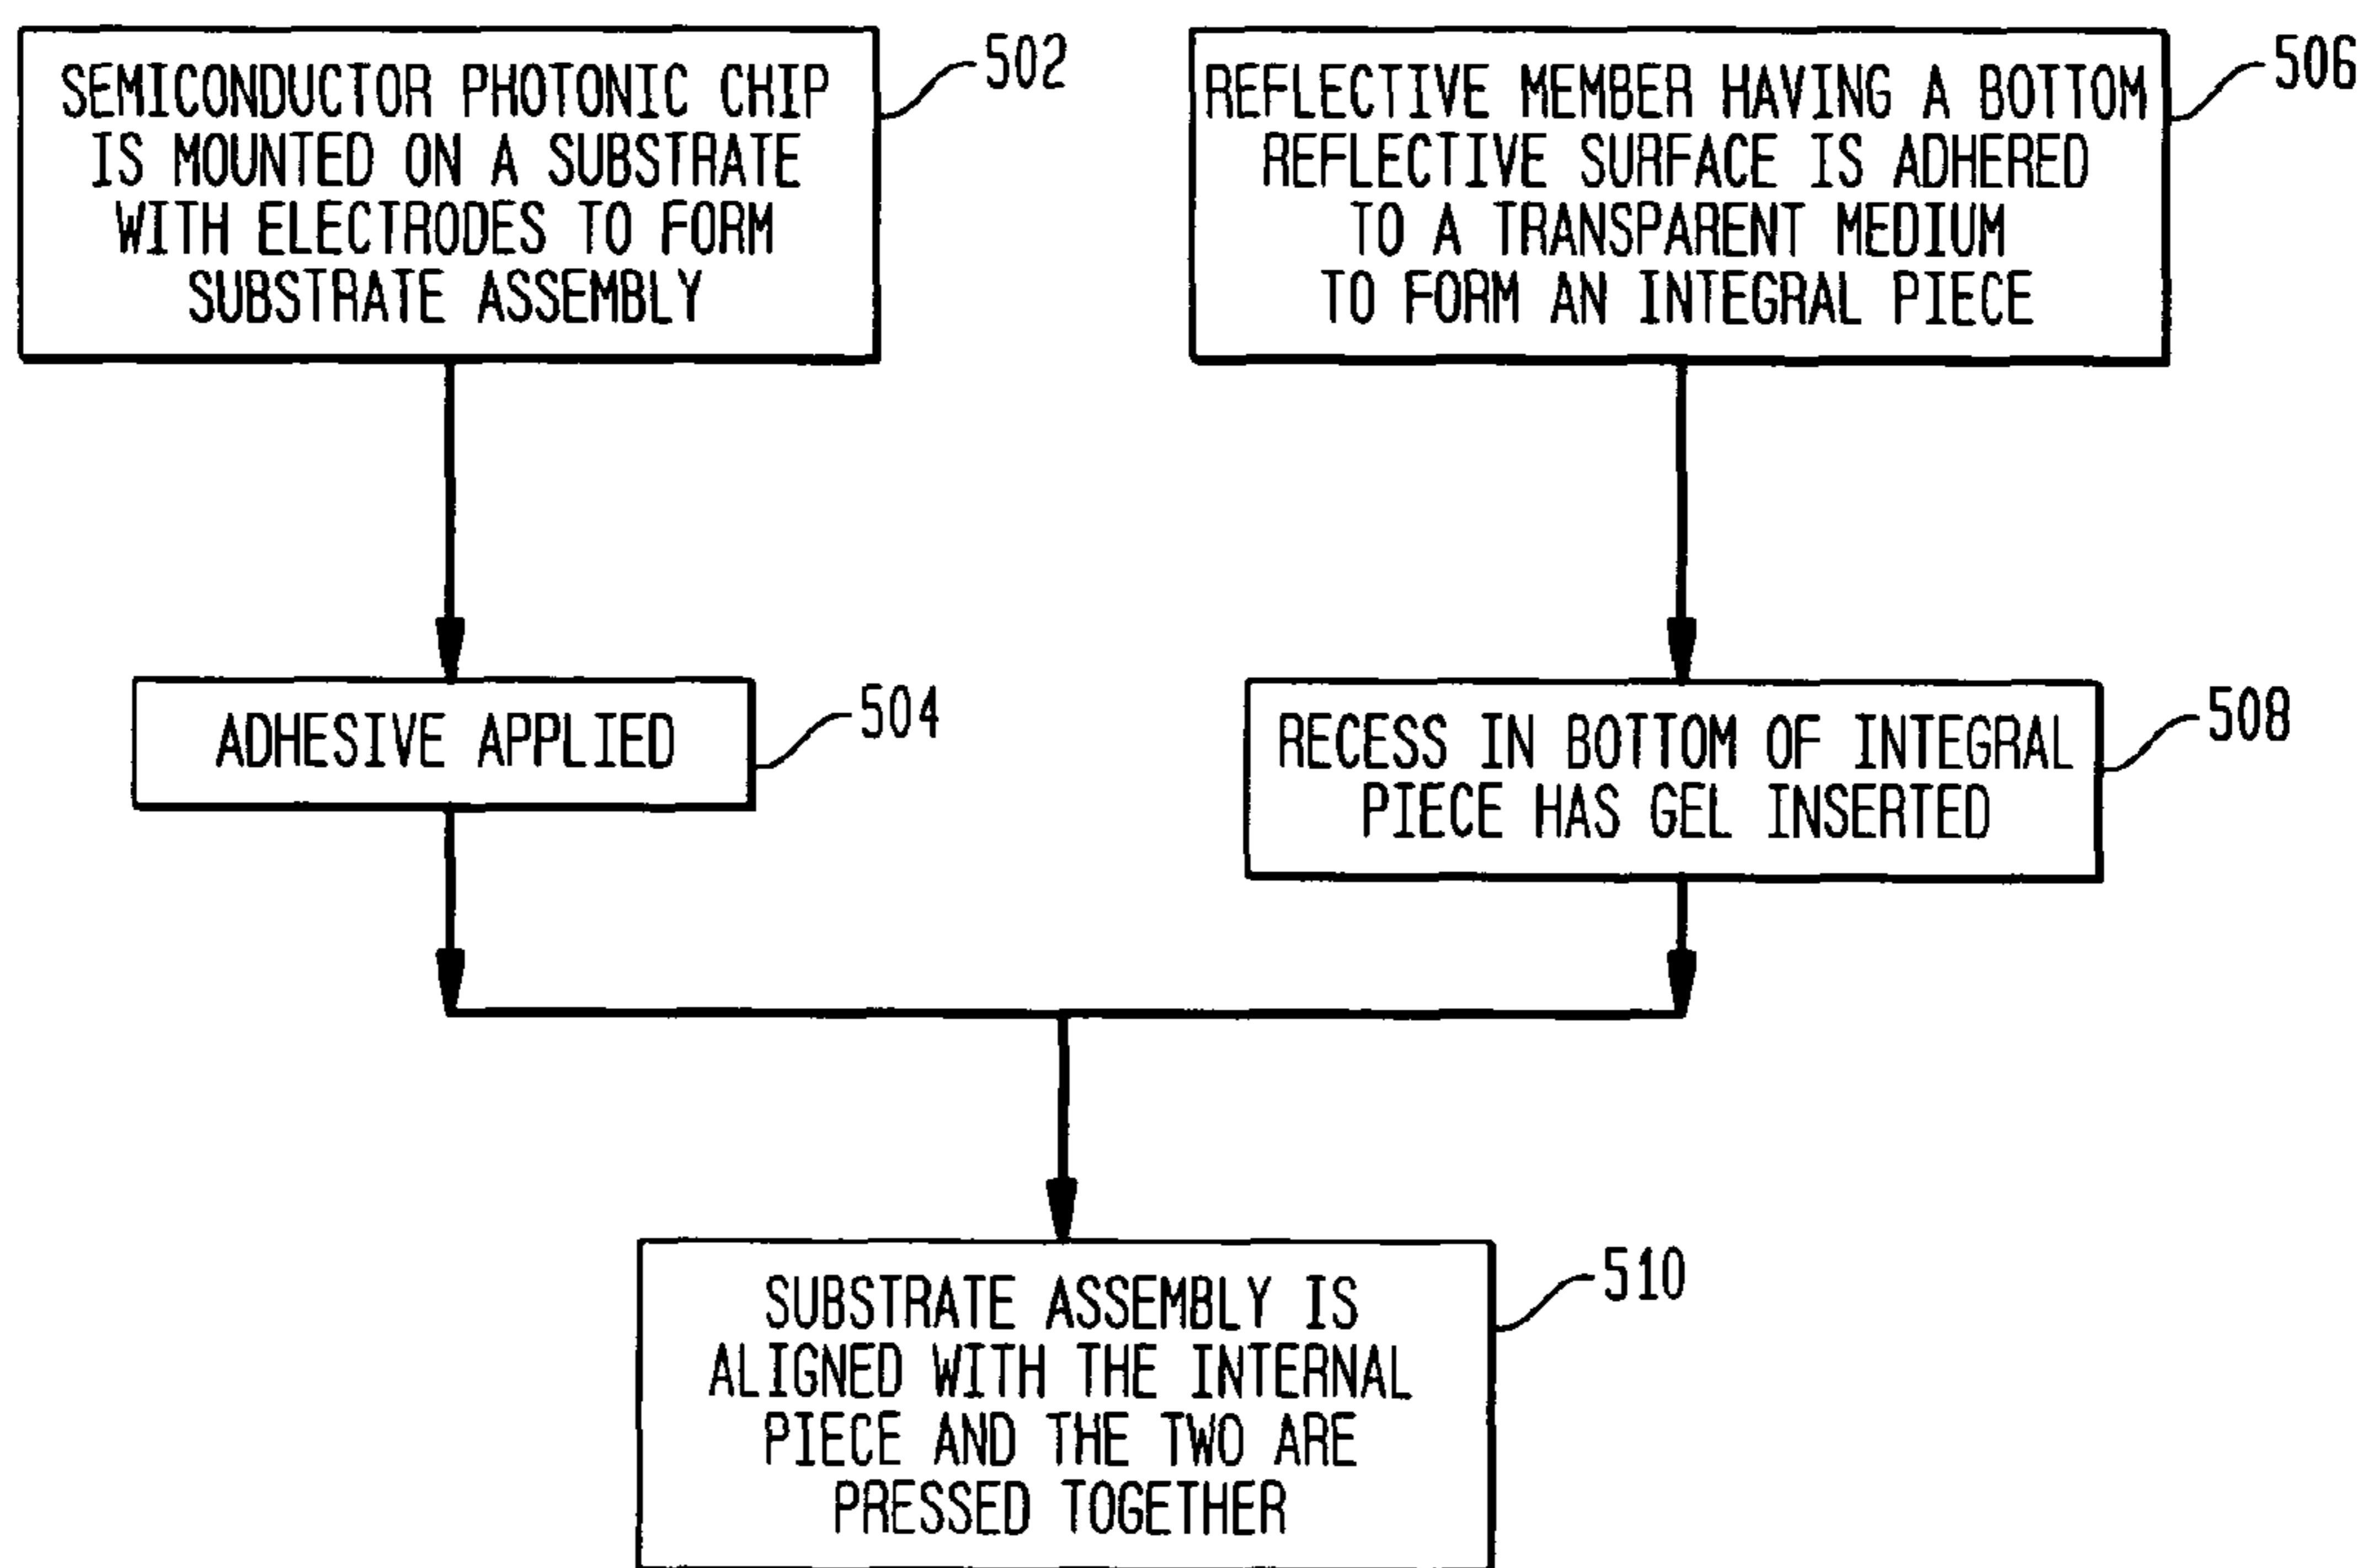 SEMICONDUCTOR PHOTONIC CHIP
IS MOUNTED ON A SUBSTRATE
WITH ELECTRODES TO FORM
SUBSTRATE ASSEMBLY
502
REFLECTIVE MEMBER HAVING A BOTTOM
REFLECTIVE SURFACE IS ADHERED
TO A TRANSPARENT MEDIUM
TO FORM AN INTEGRAL PIECE
506
ADHESIVE APPLIED
504
RECESS IN BOTTOM OF INTEGRAL
PIECE HAS GEL INSERTED
508
SUBSTRATE ASSEMBLY IS
ALIGNED WITH THE INTERNAL
PIECE AND THE TWO ARE
PRESSED TOGETHER
510